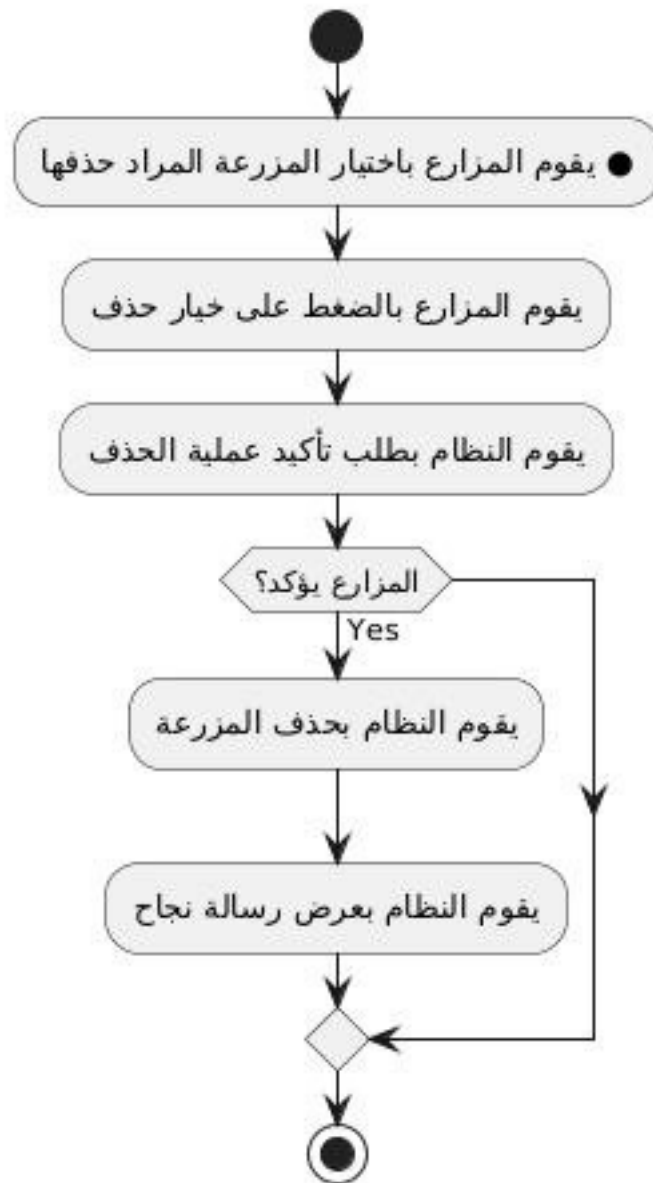 ● يقوم المزارع باختيار المزرعة المراد حذفها
يقوم المزارع بالضغط على خيار حذف
يقوم النظام بطلب تأكيد عملية الحذف
المزارع يؤكد؟
Yes
يقوم النظام بحذف المزرعة
يقوم النظام بعرض رسالة نجاح